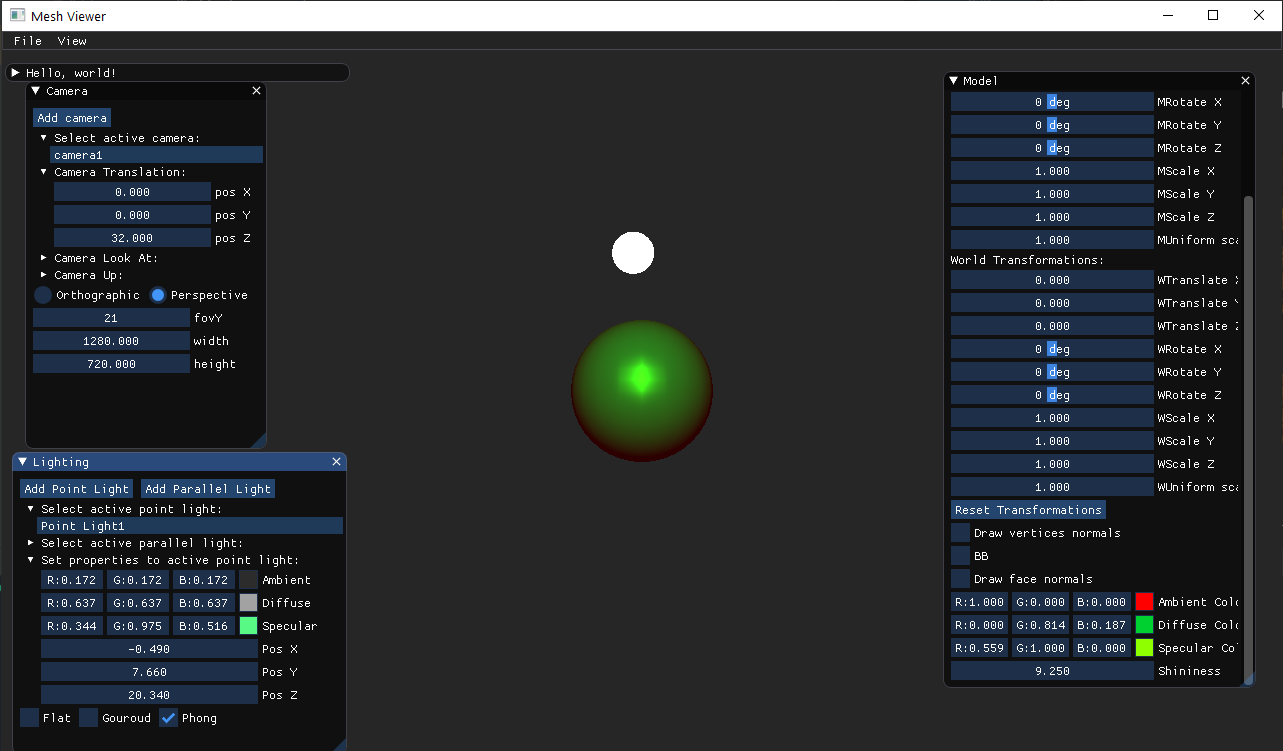 Mesh Viewer
File View
Hello, world!
Camera
Add camera
Select active camera:
camera1
Camera Translation:
0.000 pos X
0.000 pos Y
32.000 pos Z
Camera Look At:
Camera Up:
Orthographic Perspective
21 fovY
1280.000 width
720.000 height
Lighting
Add Point Light Add Parallel Light
Select active point light:
Point Light1
Select active parallel light:
Set properties to active point light:
R:0.172 G:0.172 B:0.172 Ambient
R:0.637 G:0.637 B:0.637 Diffuse
R:0.344 G:0.975 B:0.516 Specular
-0.490 Pos X
7.660 Pos Y
20.340 Pos Z
Flat Gouroud Phong
Model
0 deg MRotate X
0 deg MRotate Y
0 deg MRotate Z
1.000 MScale X
1.000 MScale Y
1.000 MScale Z
1.000 MUniform sca
World Transformations:
0.000 WTranslate X
0.000 WTranslate Y
0.000 WTranslate Z
0 deg WRotate X
0 deg WRotate Y
0 deg WRotate Z
1.000 WScale X
1.000 WScale Y
1.000 WScale Z
1.000 WUniform sca
Reset Transformations
Draw vertices normals
BB
Draw face normals
R:1.000 G:0.000 B:0.000 Ambient Colo
R:0.000 G:0.814 B:0.187 Diffuse Colo
R:0.559 G:1.000 B:0.000 Specular Col
9.250 Shininess